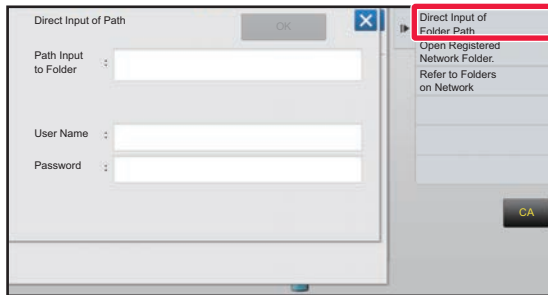 Direct Input of Path
OK
Path Input
to Folder
:
User Name :
Password :
Direct Input of
Folder Path
Open Registered
Network Folder.
Refer to Folders
on Network
CA